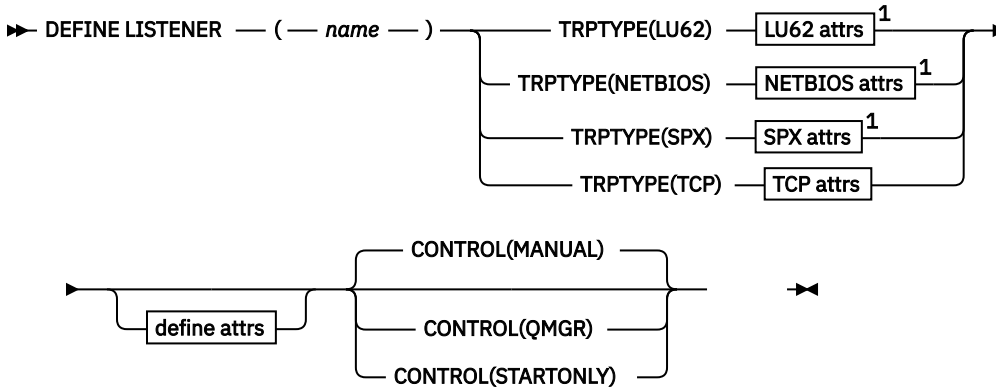 DEFINE LISTENER ( name ) TRPTYPE(LU62) LU62 attrs 1
TRPTYPE(NETBIOS) NETBIOS attrs 1
TRPTYPE(SPX) SPX attrs 1
TRPTYPE(TCP) TCP attrs
CONTROL(MANUAL)
define attrs
CONTROL(QMGR)
CONTROL(STARTONLY)